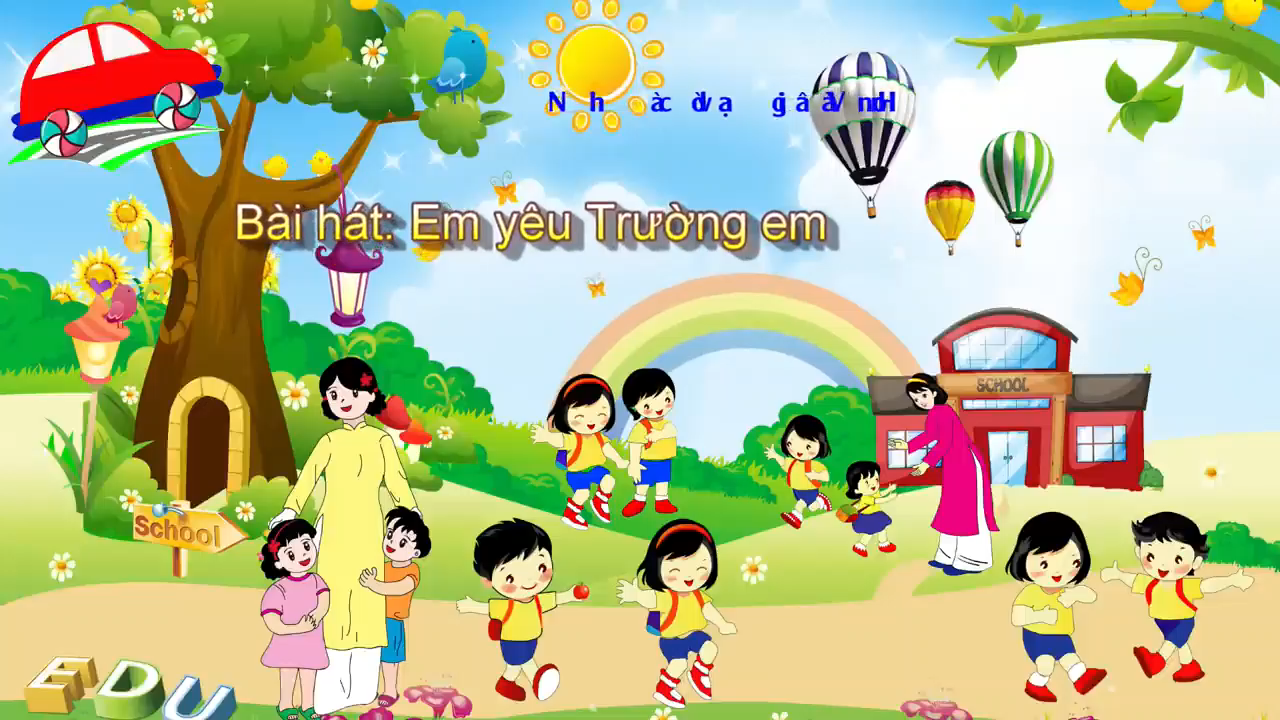 Bài hát: Em yêu Trường em
SCHOOL
School
EDU